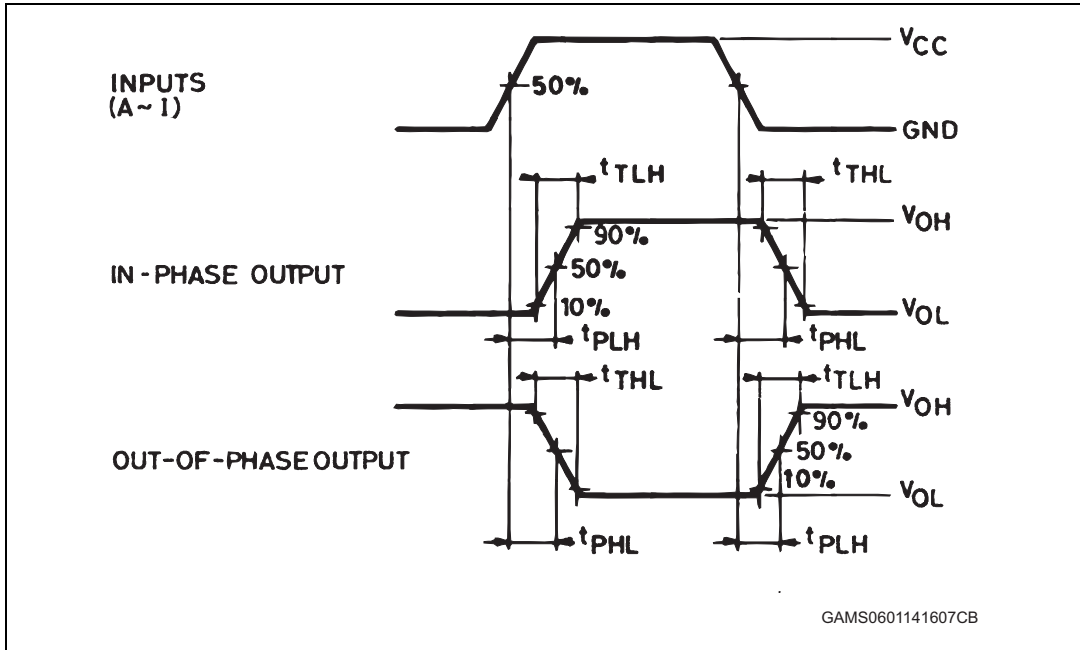 VCC
INPUTS
(A~I)
50%
GND
tTLH
tTHL
VOH
90%
IN-PHASE OUTPUT
50%
10%
VOL
tPLH
tPHL
tTHL
tTLH
VOH
90%
OUT-OF-PHASE OUTPUT
50%
10%
VOL
tPHL
tPLH
GAMS0601141607CB